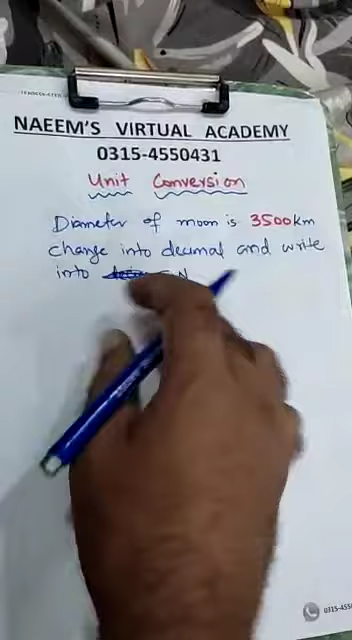 NAEEM'S VIRTUAL ACADEMY
0315-4550431
Unit Conversion
Diameter of moon is 3500km
change into decimal and write
into S.N